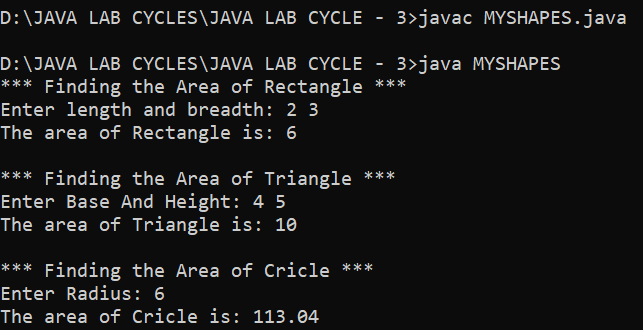 D:\JAVA LAB CYCLES\JAVA LAB CYCLE - 3>javac MYSHAPES.java
D:\JAVA LAB CYCLES\JAVA LAB CYCLE - 3>java MYSHAPES
*** Finding the Area of Rectangle ***
Enter length and breadth: 2 3
The area of Rectangle is: 6
*** Finding the Area of Triangle ***
Enter Base And Height: 4 5
The area of Triangle is: 10
*** Finding the Area of Cricle ***
Enter Radius: 6
The area of Cricle is: 113.04